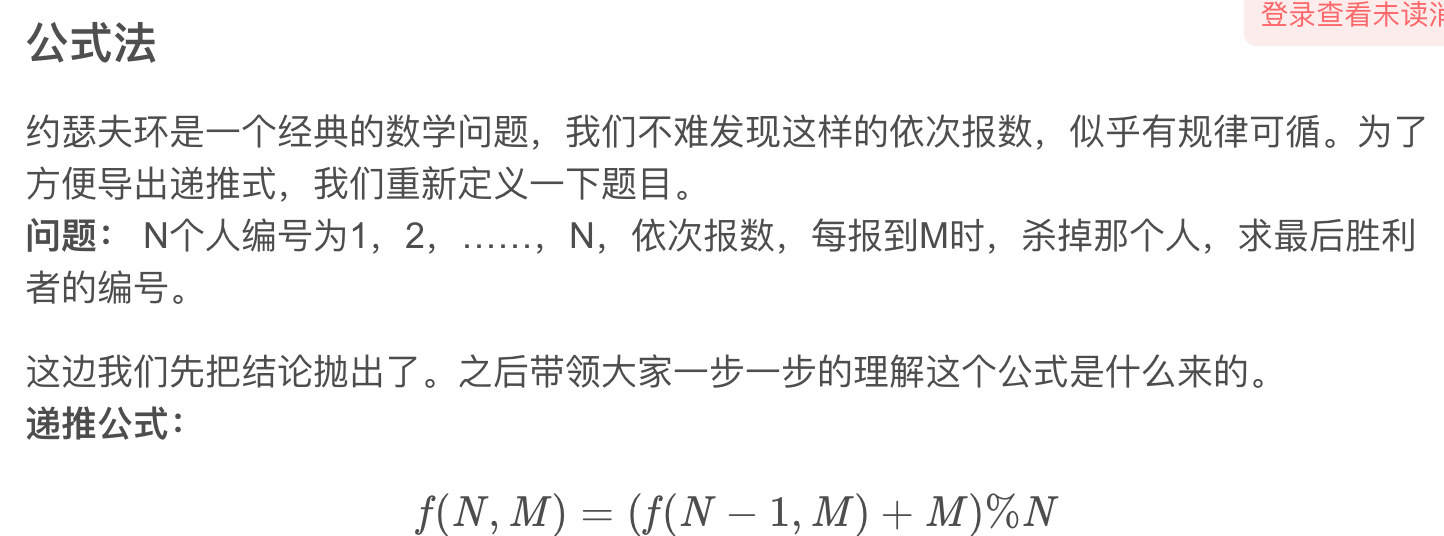 登录查看未读消
公式法
约瑟夫环是一个经典的数学问题，我们不难发现这样的依次报数，似乎有规律可循。为了
方便导出递推式，我们重新定义一下题目。
问题： N个人编号为1，2，……，N，依次报数，每报到M时，杀掉那个人，求最后胜利
者的编号。
这边我们先把结论抛出了。之后带领大家一步一步的理解这个公式是什么来的。
递推公式：
f(N, M) = (f(N − 1, M) + M)%N